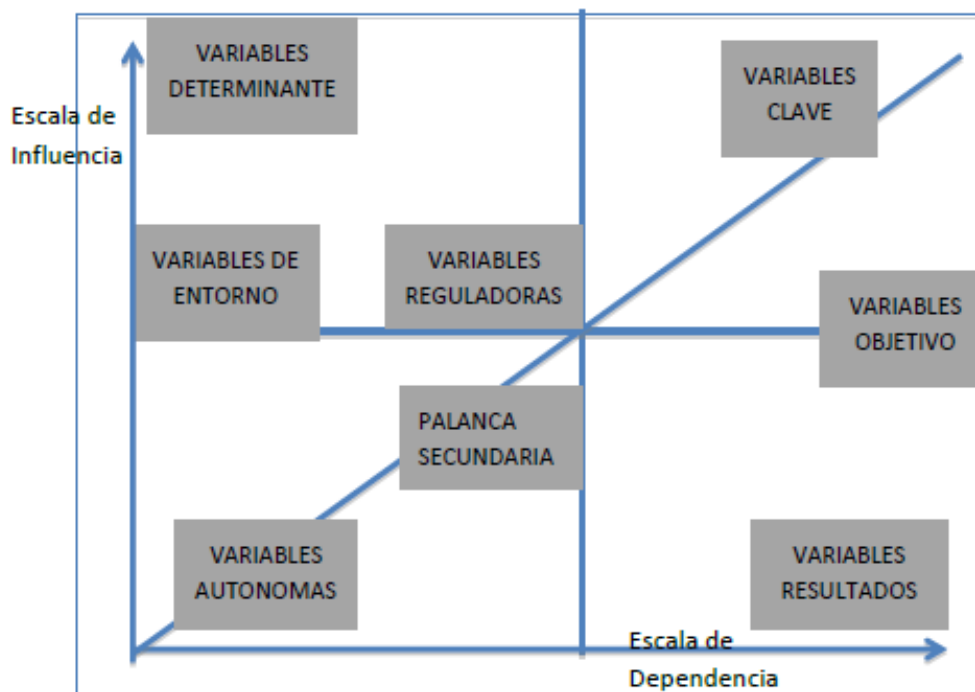 VARIABLES
DETERMINANTE
VARIABLES
CLAVE
Escala de
Influencia
VARIABLES DE
ENTORNO
VARIABLES
REGULADORAS
VARIABLES
OBJETIVO
PALANCA
SECUNDARIA
VARIABLES
AUTONOMAS
VARIABLES
RESULTADOS
Escala de
Dependencia